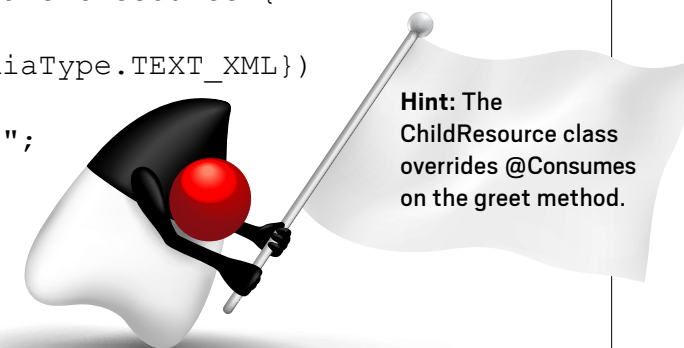 iaType.TEXT_XML})
";
Hint: The
ChildResource class
overrides @Consumes
on the greet method.